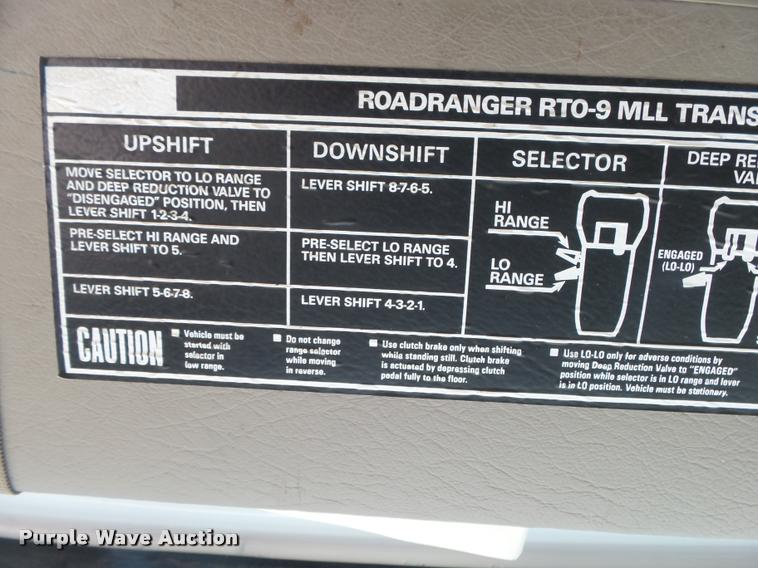 ROADRANGER RTO-9 MLL TRANS
UPSHIFT
MOVE SELECTOR TO LO RANGE
AND DEEP REDUCTION VALVE TO
"DISENGAGED" POSITION, THEN
LEVER SHIFT 1-2-3-4.
PRE-SELECT HI RANGE AND
LEVER SHIFT TO 5.
LEVER SHIFT 5-6-7-8.
DOWNSHIFT
LEVER SHIFT 8-7-6-5.
PRE-SELECT LO RANGE
THEN LEVER SHIFT TO 4.
LEVER SHIFT 4-3-2-1.
SELECTOR
HI
RANGE
LO
RANGE
DEEP RE
VA
ENGAGED
(LO-LO)
CAUTION
Vehicle must be
started with
selector in
low range.
Do not change
range selector
while moving
in reverse.
Use clutch brake only when shifting
while standing still. Clutch brake
is actuated by depressing clutch
pedal fully to the floor.
Use LO-LO only for adverse conditions by
moving Deep Reduction Valve to "ENGAGED"
position while selector is in LO range and lever
is in LO position. Vehicle must be stationary.
Purple Wave Auction